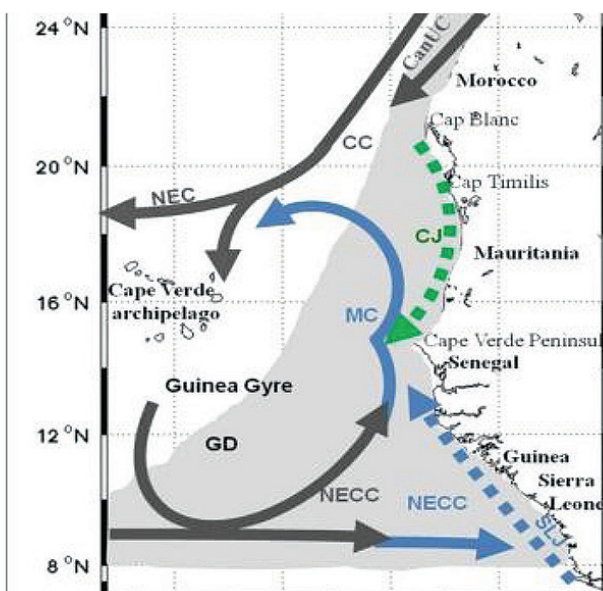 24°N
CanUC
Morocco
Cap Blanc
CC
20°N
Cap Timilis
NEC
CJ
Mauritania
Cape Verde
archipelago
16°N
MC
Cape Verde Peninsul
Senegal
Guinea Gyre
12°N
GD
Guinea
Sierra
Leone
NECC
NECC
SLJ
8°N